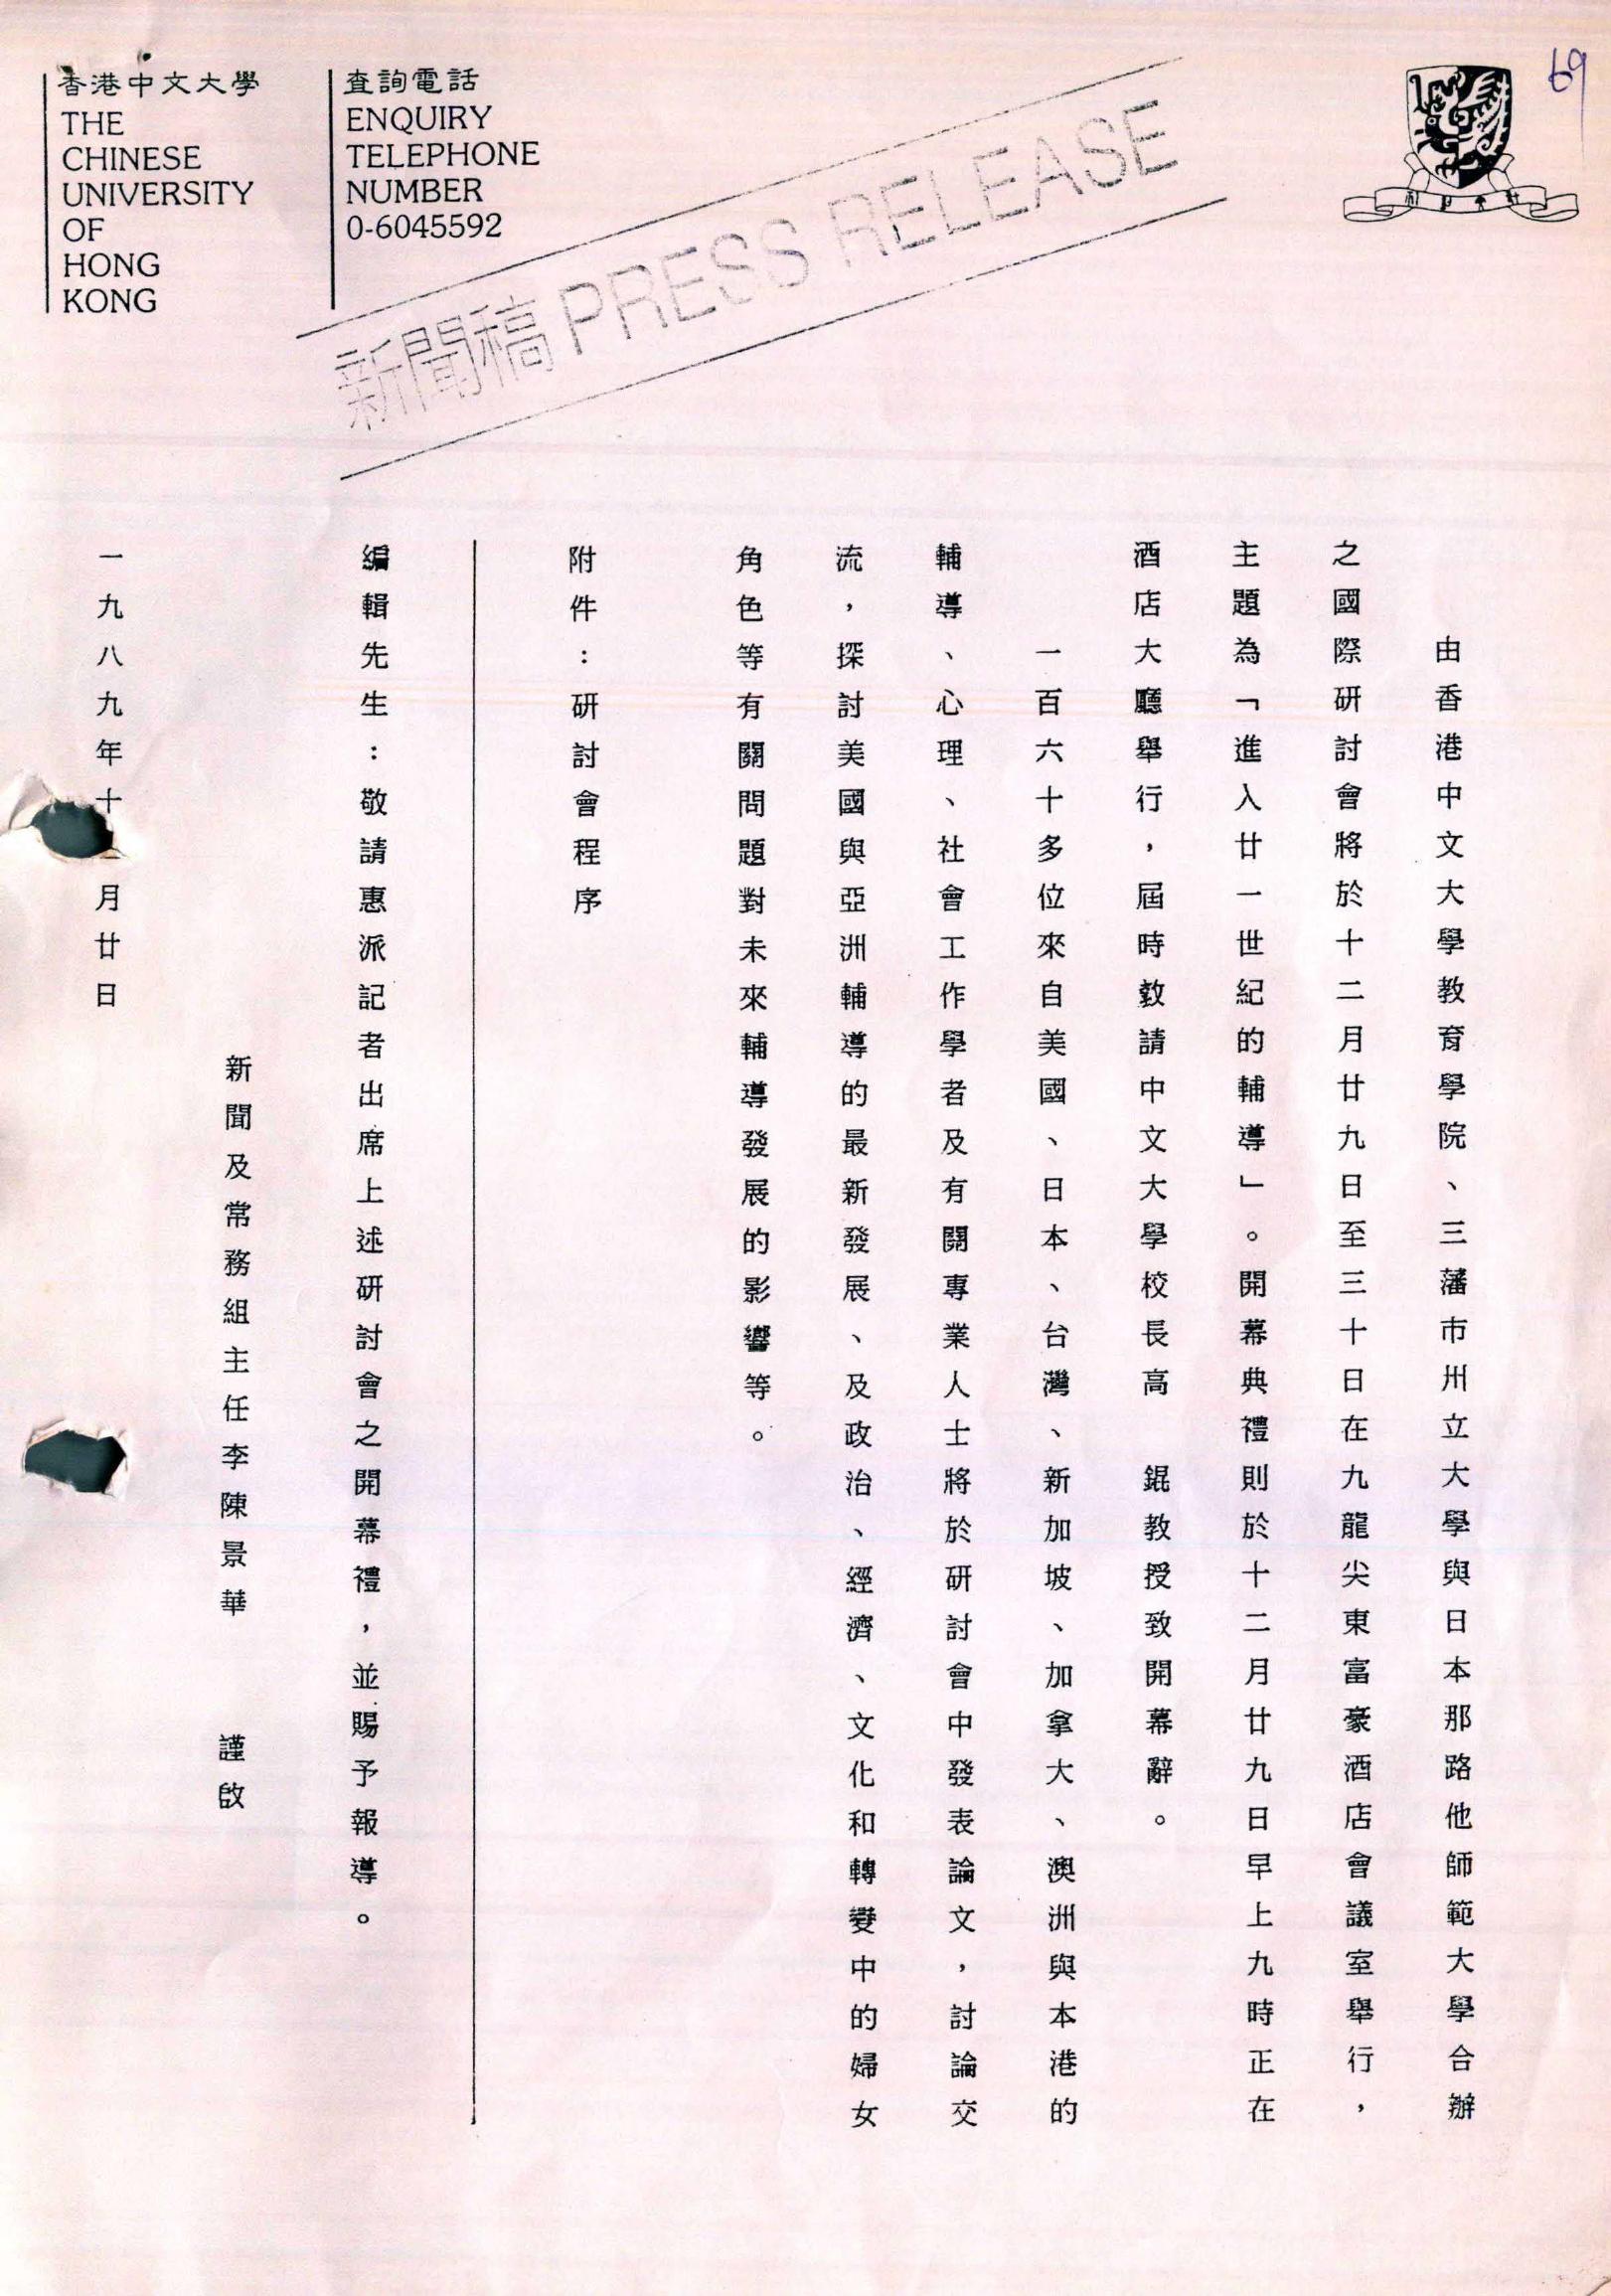 香港中文大學
THE
CHINESE
UNIVERSITY
OF
HONG
KONG
查詢電話
ENQUIRY
TELEPHONE
NUMBER
0-6045592
新聞稿 PRESS RELEASE
69
由香港中文大學教育學院、三藩市州立大學與日本那路他師範大學合辦
之國際研討會將於十二月廿九日至三十日在九龍尖東富豪酒店會議室舉行，
主題為「進入廿一世紀的輔導」。開幕典禮則於十二月廿九日早上九時正在
酒店大廳舉行，屆時敦請中文大學校長高　錕教授致開幕辭。
一百六十多位來自美國、日本、台灣、新加坡、加拿大、澳洲與本港的
輔導、心理、社會工作學者及有關專業人士將於研討會中發表論文，討論交
流，探討美國與亞洲輔導的最新發展、及政治、經濟、文化和轉變中的婦女
角色等有關問題對未來輔導發展的影響等。
附件：研討會程序
編輯先生：敬請惠派記者出席上述研討會之開幕禮，並賜予報導。
新聞及常務組主任李陳景華　謹啟
一九八九年十二月廿日